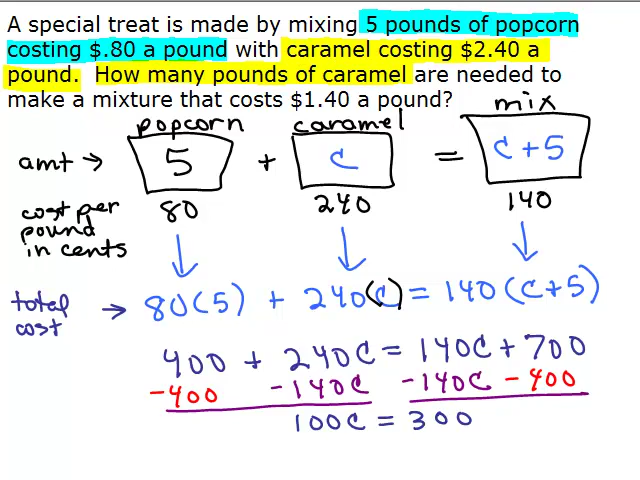 A special treat is made by mixing 5 pounds of popcorn
costing $.80 a pound with caramel costing $2.40 a
pound. How many pounds of caramel are needed to
make a mixture that costs $1.40 a pound?
popcorn caramel mix
amt → 5 + c = c + 5
cost per pound in cents 80 240 140
total cost → 80(5) + 240(c) = 140(c+5)
400 + 240c = 140c + 700
-400 -140c -140c - 400
100c = 300